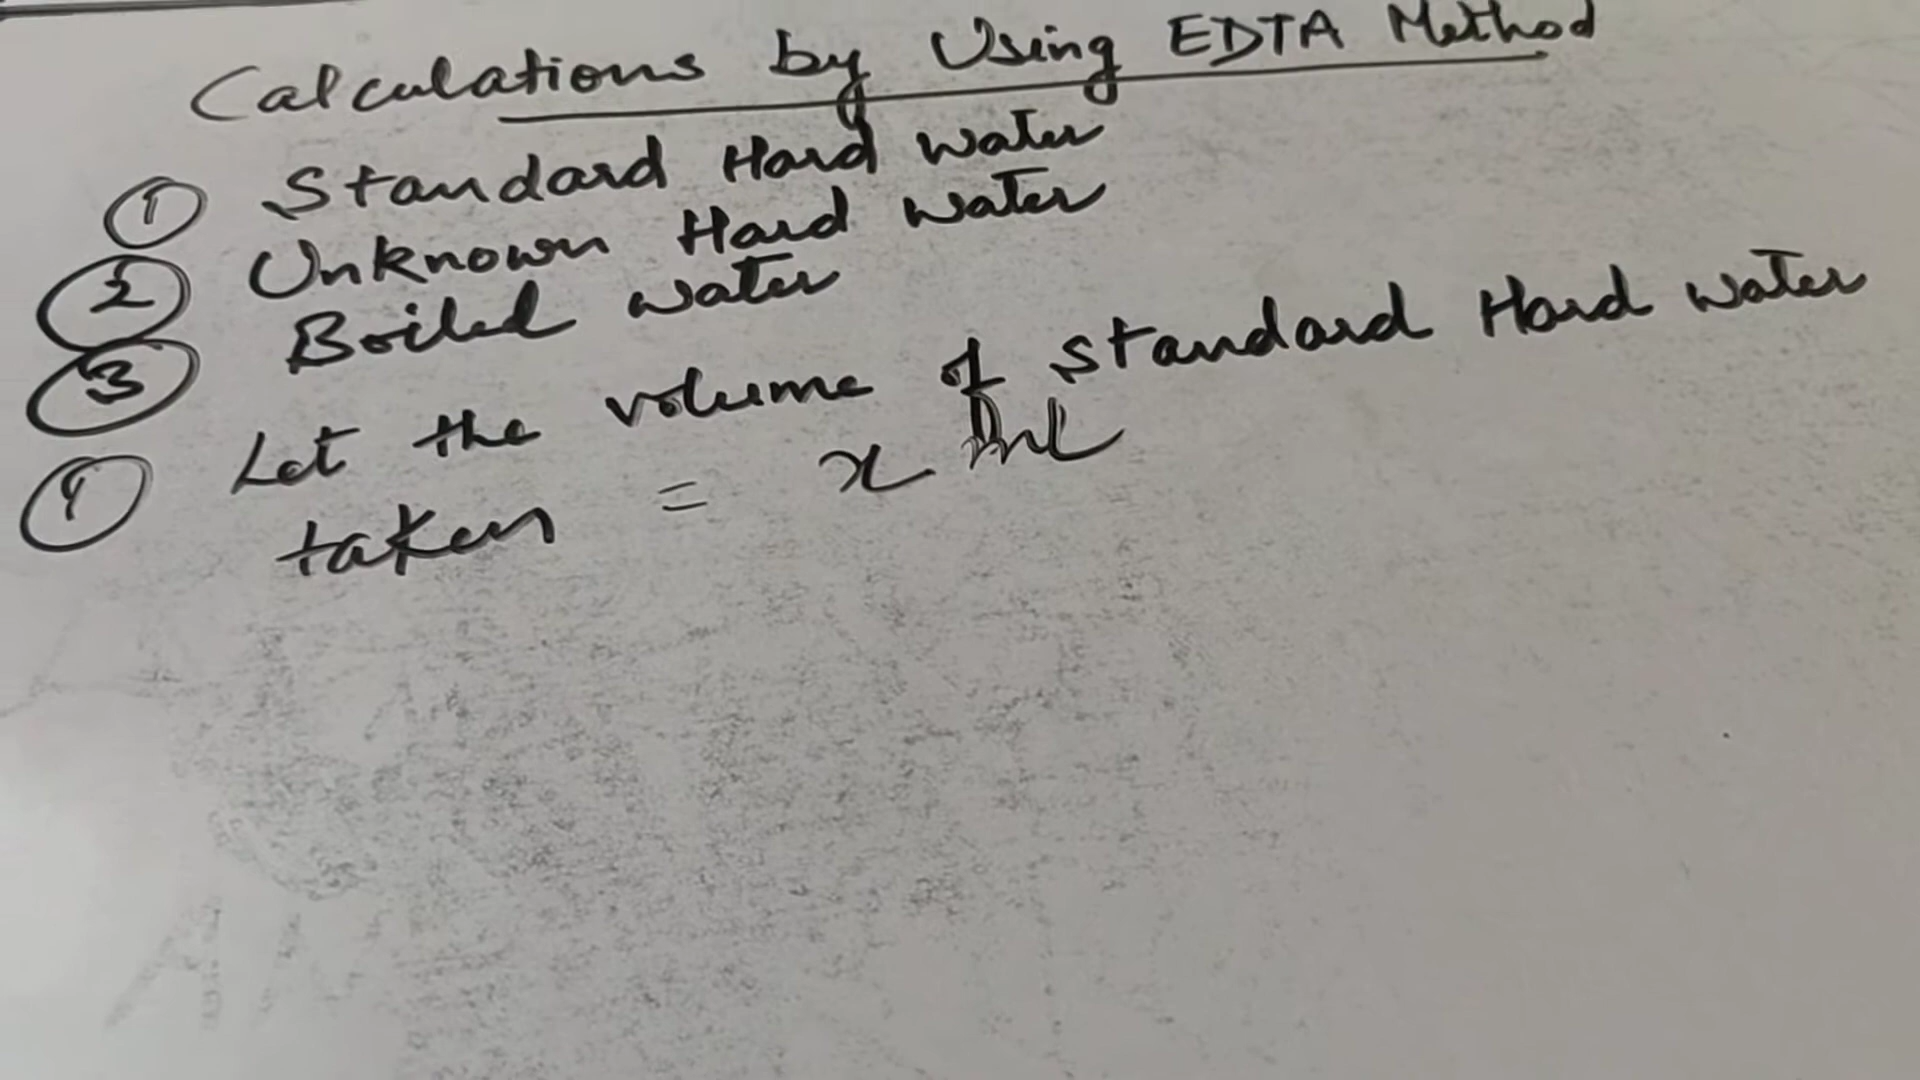 Calculations by Using EDTA Method
① Standard Hard water
② Unknown Hard water
③ Boiled water
① Let the volume of standard Hard water
taken = x ml